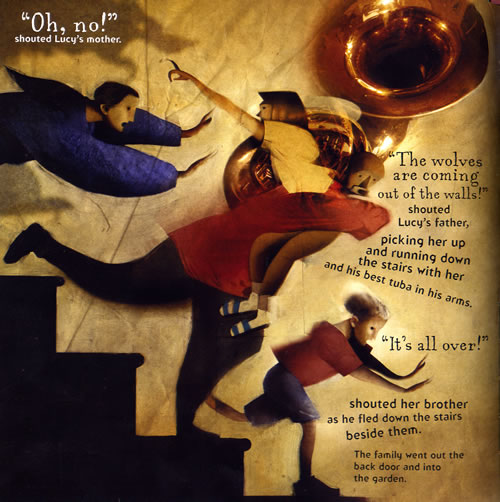 “Oh, no!”
shouted Lucy's mother.
“The wolves
are coming
out of the walls!”
shouted
Lucy's father,
picking her up
and running down
the stairs with her
and his best tuba in his arms.
“It's all over!”
shouted her brother
as he fled down the stairs
beside them.
The family went out the
back door and into
the garden.